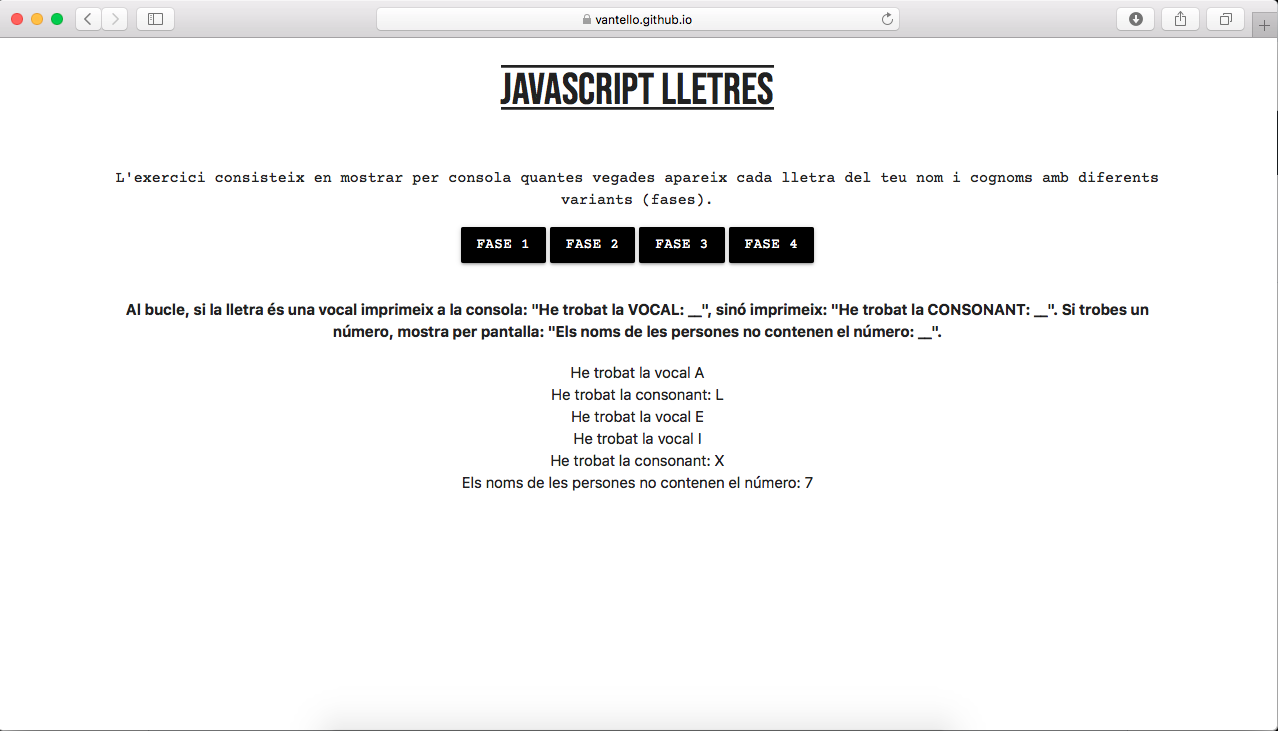 vantello.github.io
JAVASCRIPT LLETRES
L'exercici consisteix en mostrar per consola quantes vegades apareix cada lletra del teu nom i cognoms amb diferents
variants (fases).
FASE 1 FASE 2 FASE 3 FASE 4
Al bucle, si la lletra és una vocal imprimeix a la consola: "He trobat la VOCAL: __", sinó imprimeix: "He trobat la CONSONANT: __". Si trobes un
número, mostra per pantalla: "Els noms de les persones no contenen el número: __".
He trobat la vocal A
He trobat la consonant: L
He trobat la vocal E
He trobat la vocal I
He trobat la consonant: X
Els noms de les persones no contenen el número: 7